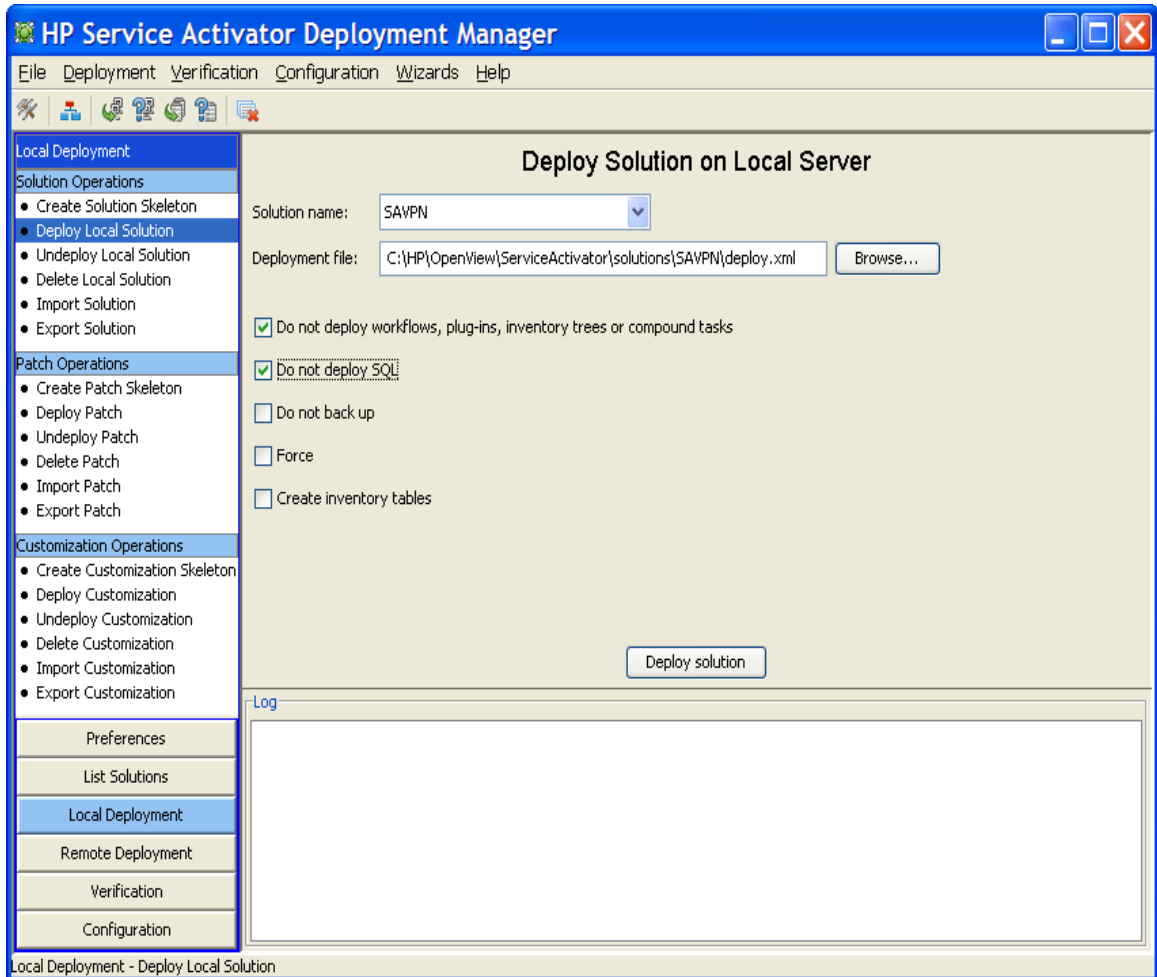 HP Service Activator Deployment Manager
File Deployment Verification Configuration Wizards Help
Local Deployment
Solution Operations
• Create Solution Skeleton
• Deploy Local Solution
• Undeploy Local Solution
• Delete Local Solution
• Import Solution
• Export Solution
Patch Operations
• Create Patch Skeleton
• Deploy Patch
• Undeploy Patch
• Delete Patch
• Import Patch
• Export Patch
Customization Operations
• Create Customization Skeleton
• Deploy Customization
• Undeploy Customization
• Delete Customization
• Import Customization
• Export Customization
Preferences
List Solutions
Local Deployment
Remote Deployment
Verification
Configuration
Deploy Solution on Local Server
Solution name: SAVPN
Deployment file: C:\HP\OpenView\ServiceActivator\solutions\SAVPN\deploy.xml Browse...
Do not deploy workflows, plug-ins, inventory trees or compound tasks
Do not deploy SQL
Do not back up
Force
Create inventory tables
Deploy solution
Log
Local Deployment - Deploy Local Solution